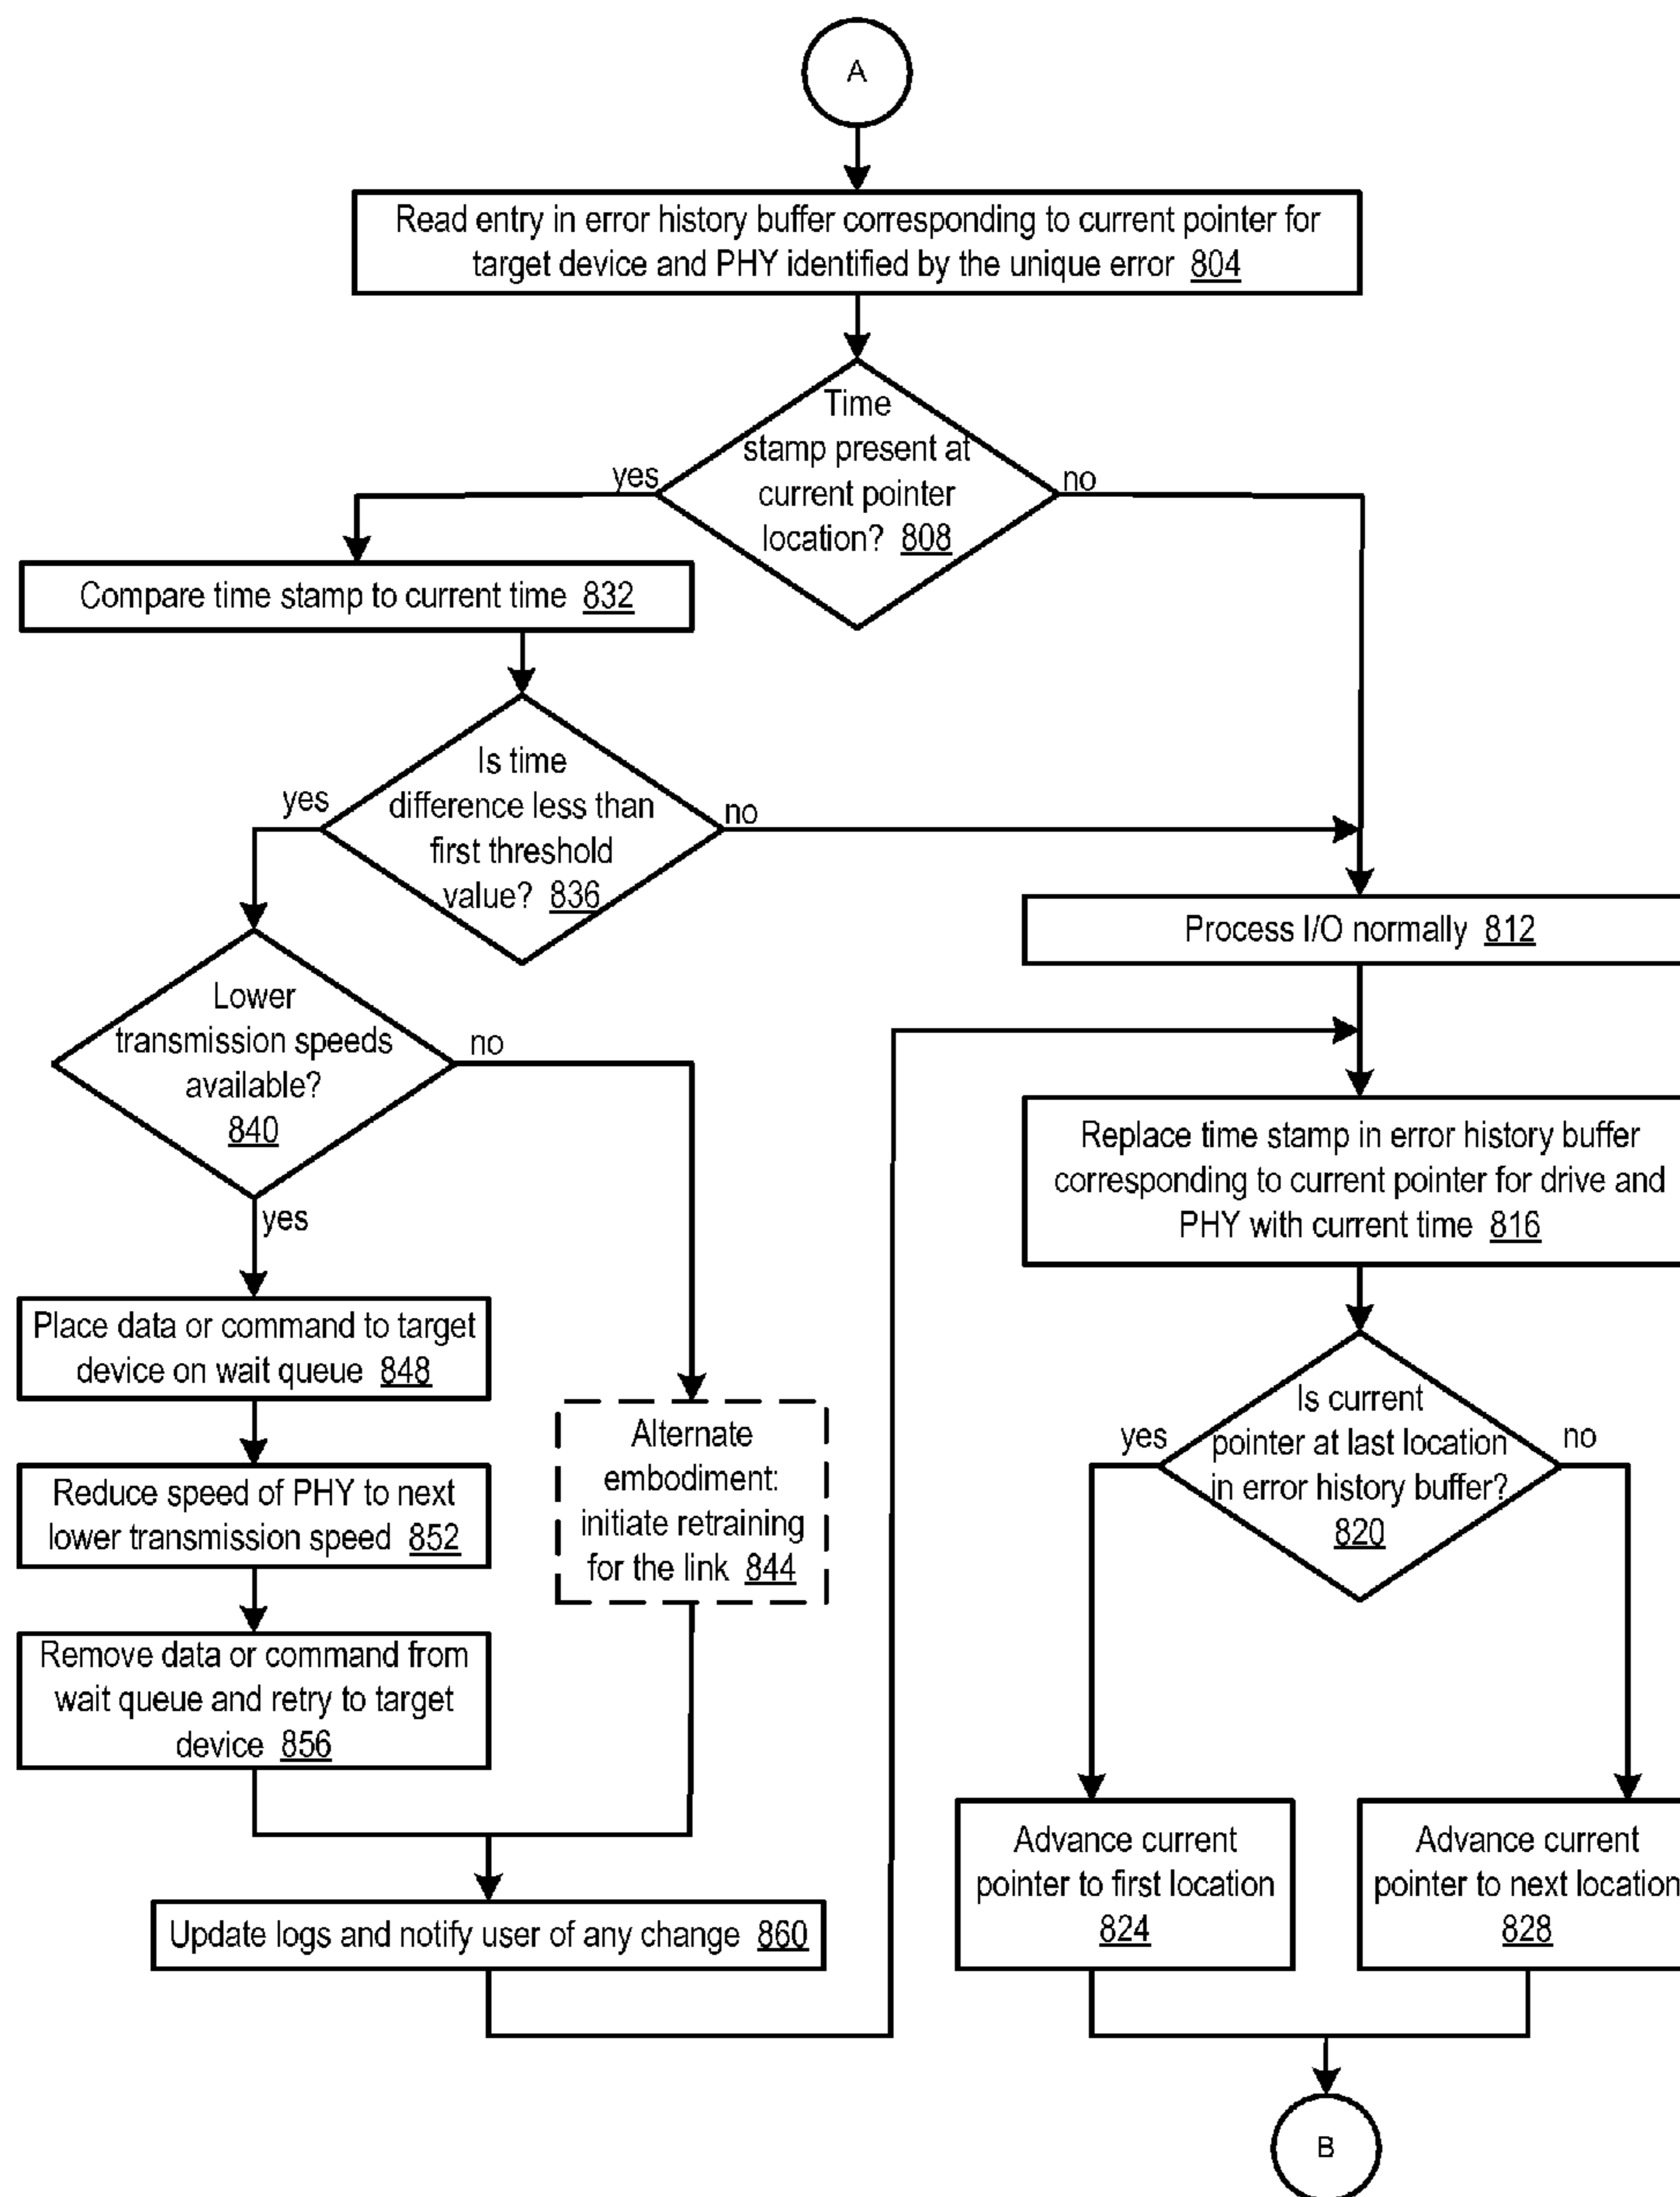 A
Read entry in error history buffer corresponding to current pointer for
target device and PHY identified by the unique error 804
Time
stamp present at
current pointer
location? 808
yes
no
Compare time stamp to current time 832
Is time
difference less than
first threshold
value? 836
yes
no
Process I/O normally 812
Lower
transmission speeds
available?
840
no
yes
Replace time stamp in error history buffer
corresponding to current pointer for drive and
PHY with current time 816
Place data or command to target
device on wait queue 848
Is current
pointer at last location
in error history buffer?
820
yes
no
Alternate
embodiment:
initiate retraining
for the link 844
Reduce speed of PHY to next
lower transmission speed 852
Remove data or command from
wait queue and retry to target
device 856
Advance current
pointer to first location
824
Advance current
pointer to next location
828
Update logs and notify user of any change 860
B